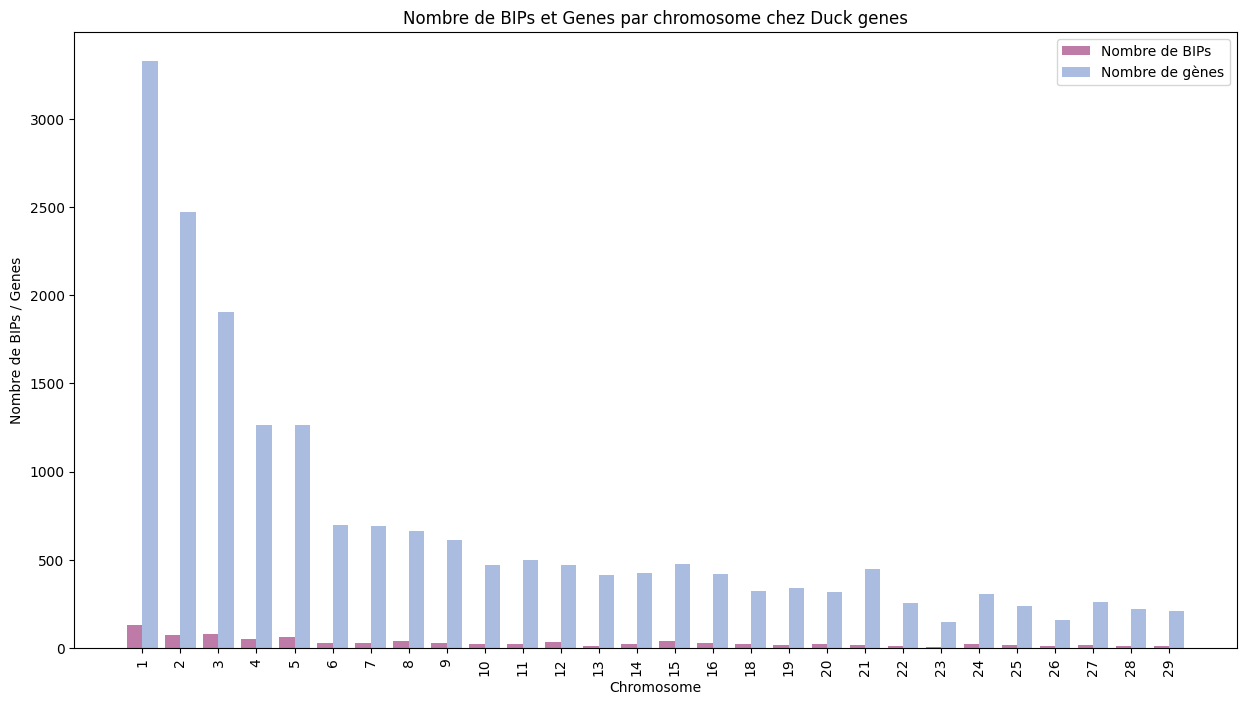 Nombre de BIPs et Genes par chromosome chez Duck genes
Nombre de BIPs
Nombre de gènes
Nombre de BIPs / Genes
3000
2500
2000
1500
1000
500
0
1 2 3 4 5 6 7 8 9 10 11 12 13 14 15 16 18 19 20 21 22 23 24 25 26 27 28 29
Chromosome